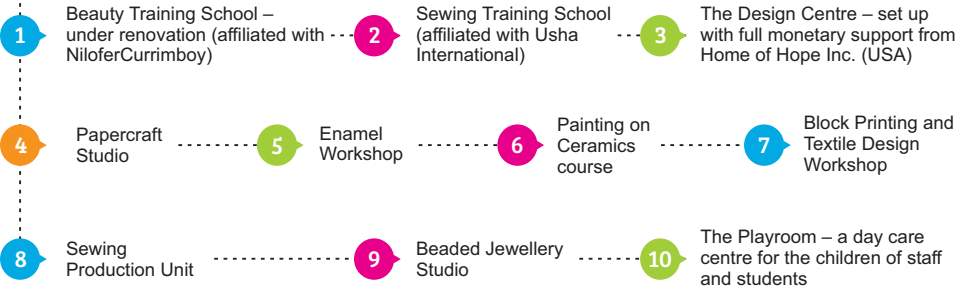 1
Beauty Training School –
under renovation (affiliated with
NiloferCurrimboy)
2
Sewing Training School
(affiliated with Usha
International)
3
The Design Centre – set up
with full monetary support from
Home of Hope Inc. (USA)
4
Papercraft
Studio
5
Enamel
Workshop
6
Painting on
Ceramics
course
7
Block Printing and
Textile Design
Workshop
8
Sewing
Production Unit
9
Beaded Jewellery
Studio
10
The Playroom – a day care
centre for the children of staff
and students